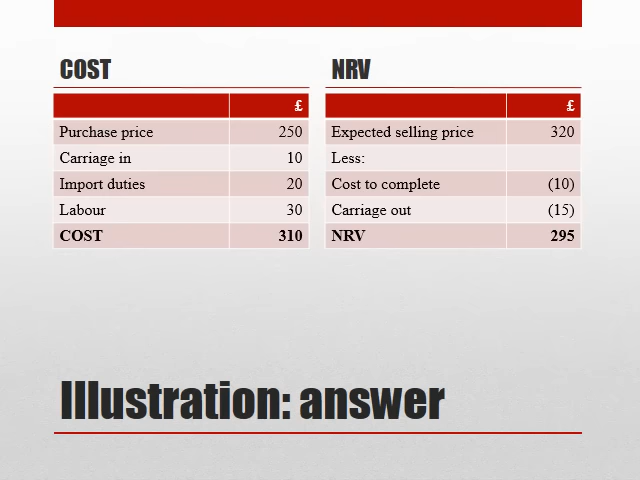 COST
£
Purchase price 250
Carriage in 10
Import duties 20
Labour 30
COST 310
NRV
£
Expected selling price 320
Less:
Cost to complete (10)
Carriage out (15)
NRV 295
Illustration: answer